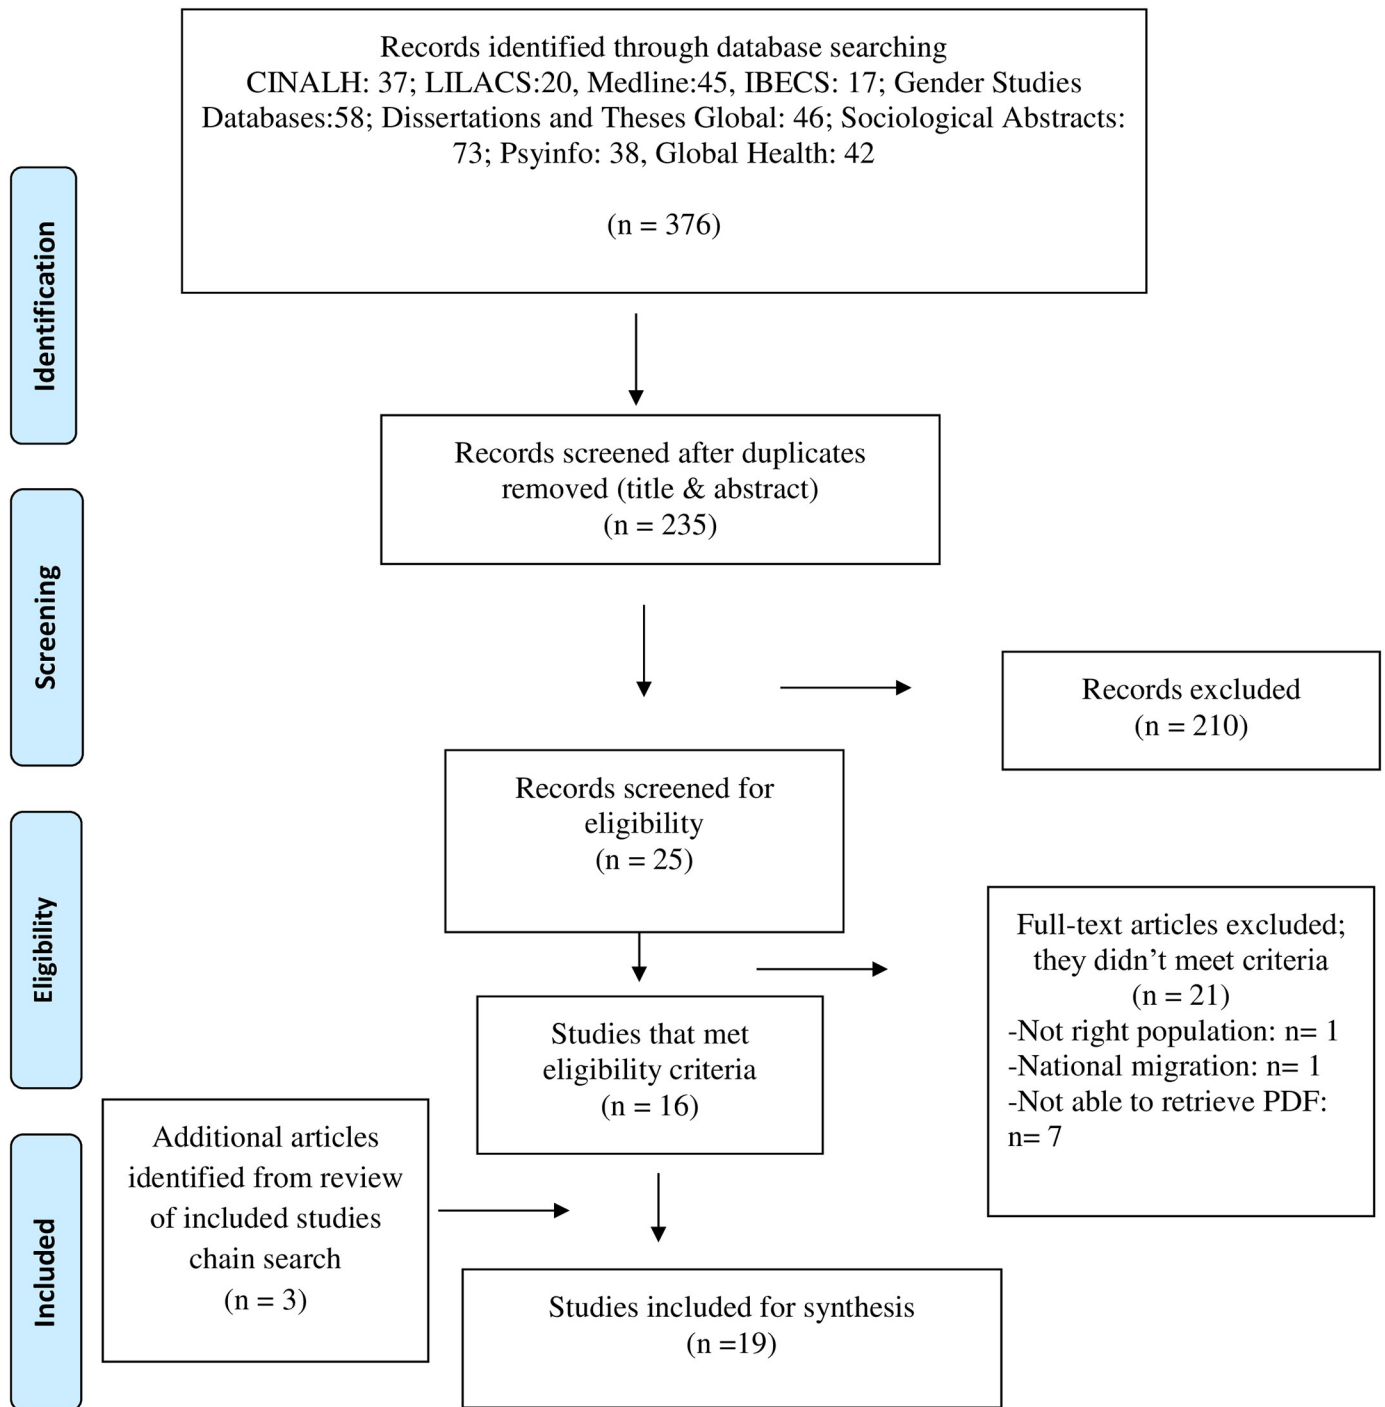 Records identified through database searching
CINALH: 37; LILACS:20, Medline:45, IBECS: 17; Gender Studies
Databases:58; Dissertations and Theses Global: 46; Sociological Abstracts:
73; Psyinfo: 38, Global Health: 42
(n = 376)
Identification
Records screened after duplicates
removed (title & abstract)
(n = 235)
Screening
Records excluded
(n = 210)
Records screened for
eligibility
(n = 25)
Eligibility
Full-text articles excluded;
they didn’t meet criteria
(n = 21)
-Not right population: n= 1
-National migration: n= 1
-Not able to retrieve PDF:
n= 7
Studies that met
eligibility criteria
(n = 16)
Additional articles
identified from review
of included studies
chain search
(n = 3)
Included
Studies included for synthesis
(n =19)